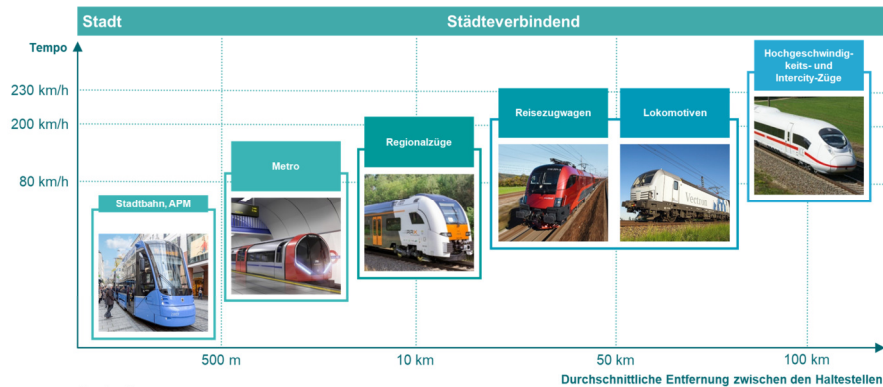 Stadt
Städteverbindend
Tempo
230 km/h
200 km/h
80 km/h
Stadtbahn, APM
Metro
Regionalzüge
Reisezugwagen
Lokomotiven
Hochgeschwindig-
keits- und
Intercity-Züge
Vectron
500 m
10 km
50 km
100 km
Durchschnittliche Entfernung zwischen den Haltestellen